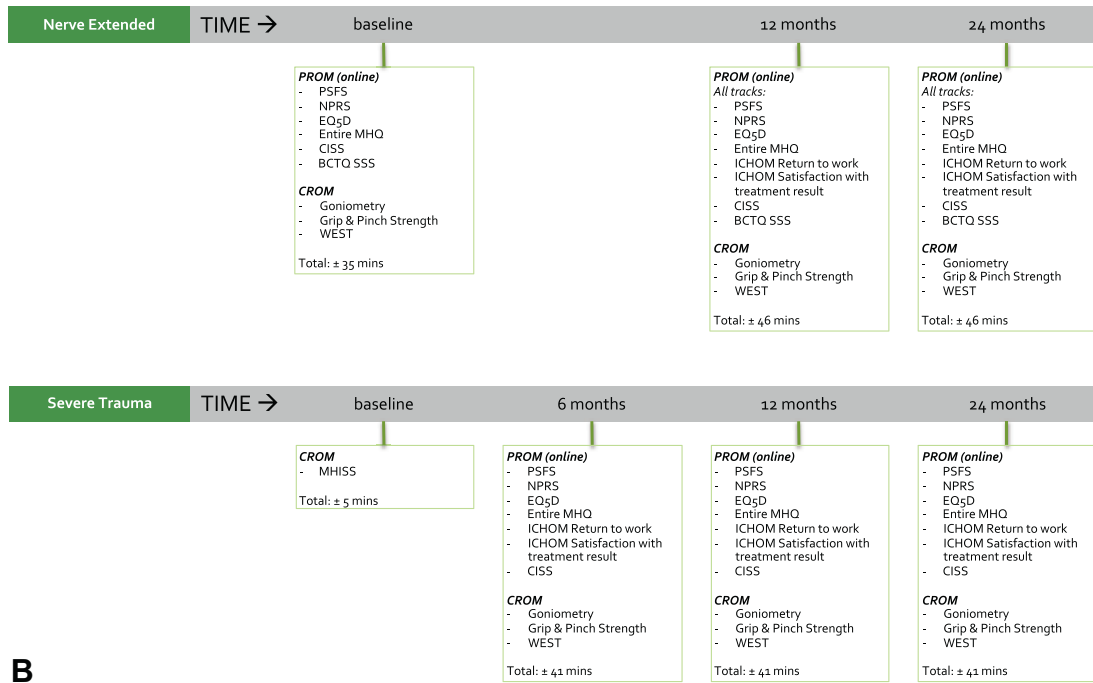 Nerve Extended TIME → baseline 12 months 24 months
PROM (online)
- PSFS
- NPRS
- EQ5D
- Entire MHQ
- CISS
- BCTQ SSS
CROM
- Goniometry
- Grip & Pinch Strength
- WEST
Total: ± 35 mins
PROM (online)
All tracks:
- PSFS
- NPRS
- EQ5D
- Entire MHQ
- ICHOM Return to work
- ICHOM Satisfaction with
treatment result
- CISS
- BCTQ SSS
CROM
- Goniometry
- Grip & Pinch Strength
- WEST
Total: ± 46 mins
PROM (online)
All tracks:
- PSFS
- NPRS
- EQ5D
- Entire MHQ
- ICHOM Return to work
- ICHOM Satisfaction with
treatment result
- CISS
- BCTQ SSS
CROM
- Goniometry
- Grip & Pinch Strength
- WEST
Total: ± 46 mins
Severe Trauma TIME → baseline 6 months 12 months 24 months
CROM
- MHISS
Total: ± 5 mins
PROM (online)
- PSFS
- NPRS
- EQ5D
- Entire MHQ
- ICHOM Return to work
- ICHOM Satisfaction with
treatment result
- CISS
CROM
- Goniometry
- Grip & Pinch Strength
- WEST
Total: ± 41 mins
PROM (online)
- PSFS
- NPRS
- EQ5D
- Entire MHQ
- ICHOM Return to work
- ICHOM Satisfaction with
treatment result
- CISS
CROM
- Goniometry
- Grip & Pinch Strength
- WEST
Total: ± 41 mins
PROM (online)
- PSFS
- NPRS
- EQ5D
- Entire MHQ
- ICHOM Return to work
- ICHOM Satisfaction with
treatment result
- CISS
CROM
- Goniometry
- Grip & Pinch Strength
- WEST
Total: ± 41 mins
B